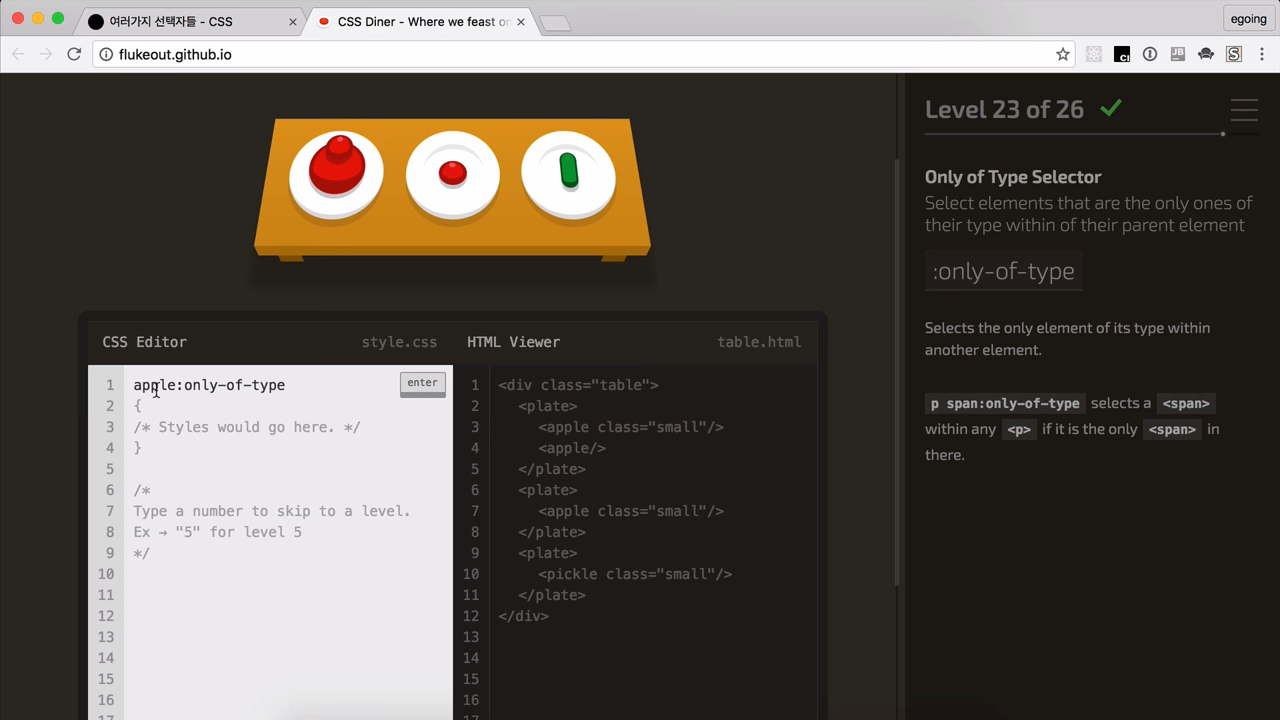 여러가지 선택자들 - CSS
CSS Diner - Where we feast on
egoing
flukeout.github.io
Level 23 of 26
Only of Type Selector
Select elements that are the only ones of
their type within of their parent element
:only-of-type
Selects the only element of its type within
another element.
p span:only-of-type selects a <span>
within any <p> if it is the only <span> in
there.
CSS Editor
style.css
1 apple:only-of-type
enter
2 {
3 /* Styles would go here. */
4 }
5
6 /*
7 Type a number to skip to a level.
8 Ex → "5" for level 5
9 */
10
11
12
13
14
15
16
17
HTML Viewer
table.html
1 <div class="table">
2 <plate>
3 <apple class="small"/>
4 <apple/>
5 </plate>
6 <plate>
7 <apple class="small"/>
8 </plate>
9 <plate>
10 <pickle class="small"/>
11 </plate>
12 </div>
13
14
15
16
17